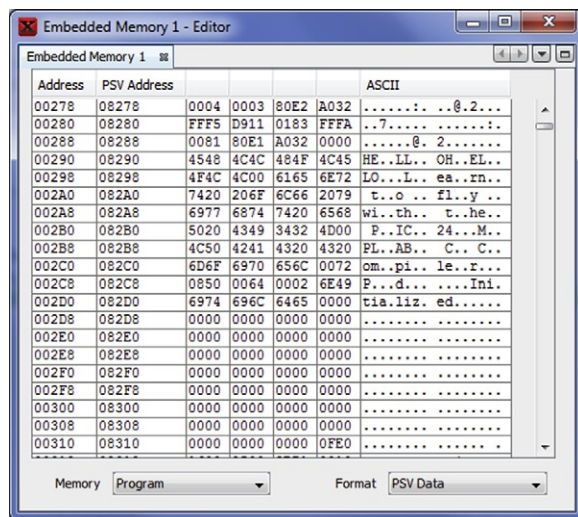 Embedded Memory 1 - Editor
Embedded Memory 1
Address PSV Address ASCII
00278 08278 0004 0003 80E2 A032 ......:. ..@.2...
00280 08280 FFF5 D911 0183 FFFA ..7..... ......:.
00288 08288 0081 80E1 A032 0000 ......@. 2.......
00290 08290 4548 4C4C 484F 4C45 HE..LL.. OH..EL..
00298 08298 4F4C 4C00 6165 6E72 LO...L.. ea..rn..
002A0 082A0 7420 206F 6C66 2079 t..o .. fl..y ..
002A8 082A8 6977 6874 7420 6568 wi..th.. t..he..
002B0 082B0 5020 4349 3432 4D00 P..IC.. 24...M..
002B8 082B8 4C50 4241 4320 4320 PL..AB.. C.. C..
002C0 082C0 6D6F 6970 656C 0072 om..pi.. le..r...
002C8 082C8 0850 0064 0002 6E49 P...d... ....Ini.
002D0 082D0 6974 696C 6465 0000 tia.liz. ed......
002D8 082D8 0000 0000 0000 0000 ........ ........
002E0 082E0 0000 0000 0000 0000 ........ ........
002E8 082E8 0000 0000 0000 0000 ........ ........
002F0 082F0 0000 0000 0000 0000 ........ ........
002F8 082F8 0000 0000 0000 0000 ........ ........
00300 08300 0000 0000 0000 0000 ........ ........
00308 08308 0000 0000 0000 0000 ........ ........
00310 08310 0000 0000 0000 0FE0 ........ ...... .
Memory Program Format PSV Data